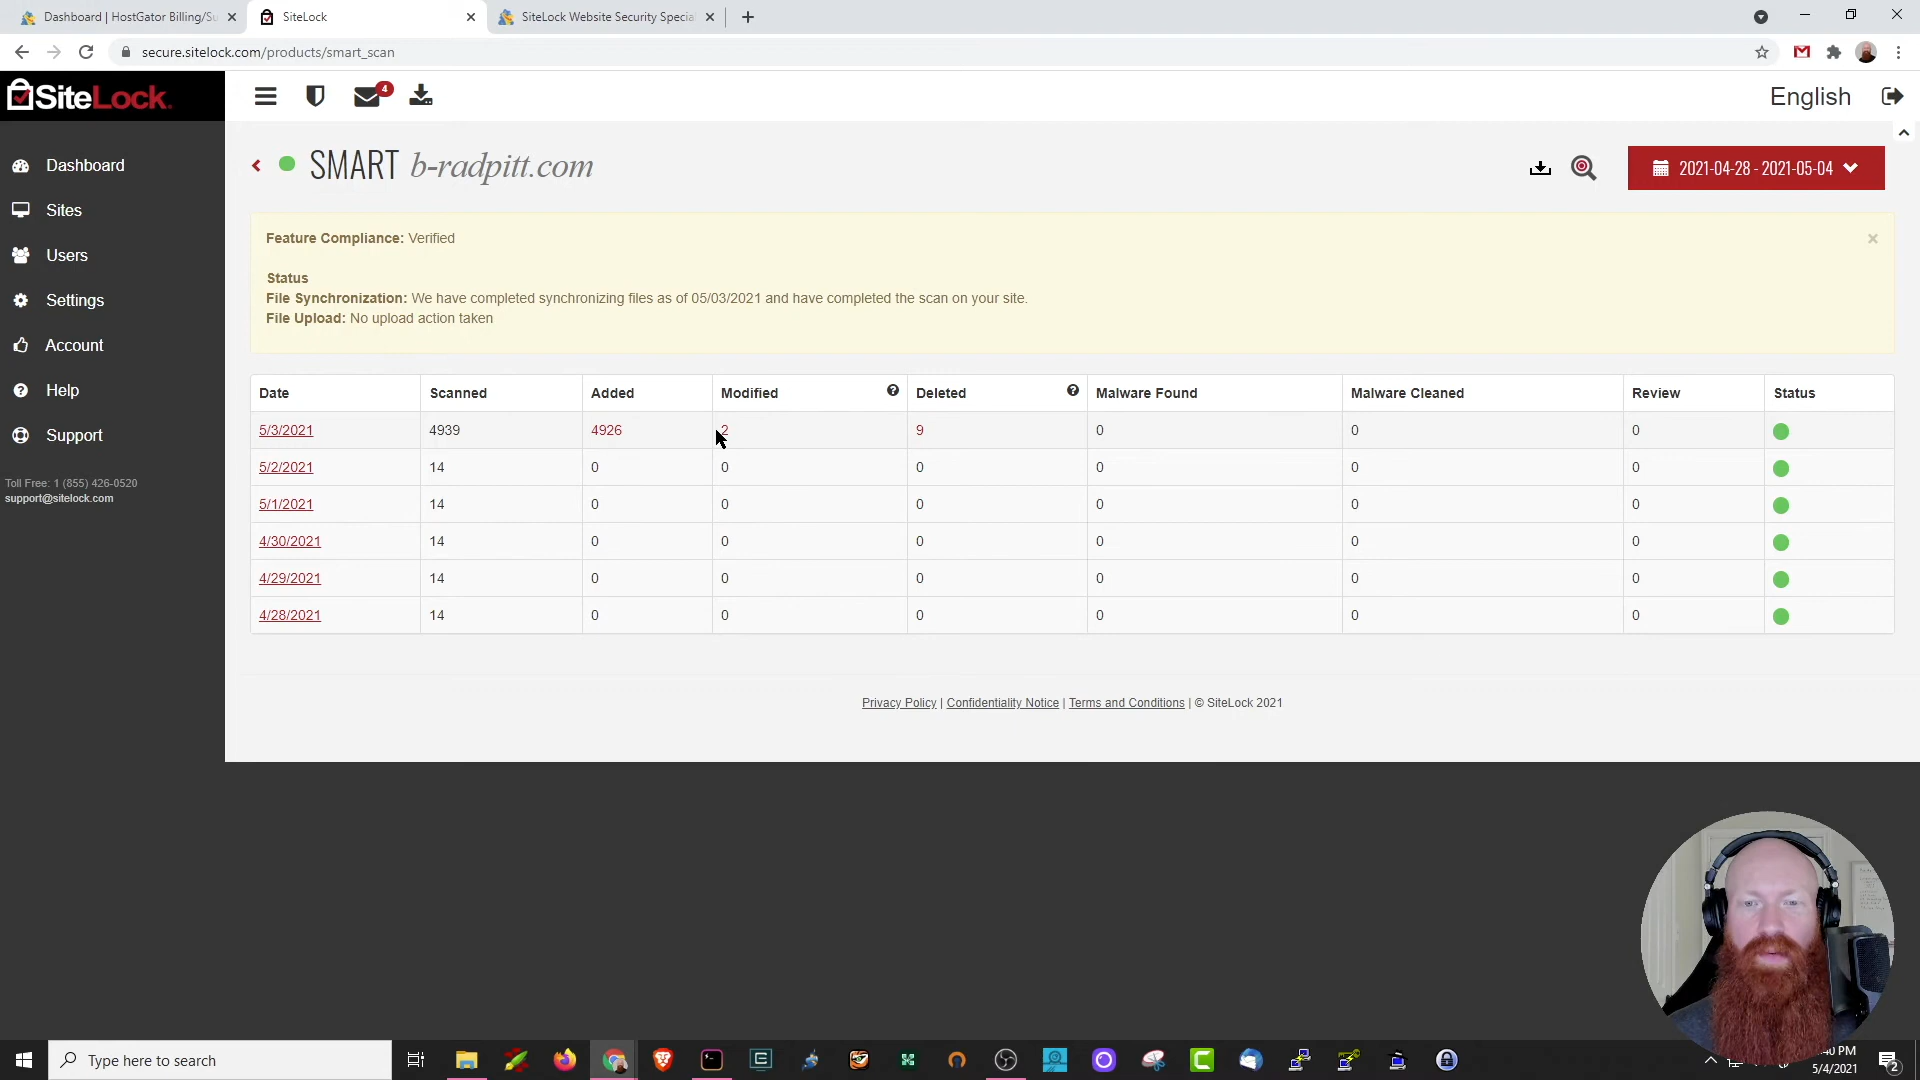 Dashboard | HostGator Billing/Su
SiteLock
SiteLock Website Security Specia
secure.sitelock.com/products/smart_scan
SiteLock.
4
English
Dashboard
Sites
Users
Settings
Account
Help
Support
Toll Free: 1 (855) 426-0520
support@sitelock.com
SMART b-radpitt.com
2021-04-28 - 2021-05-04
Feature Compliance: Verified
Status
File Synchronization: We have completed synchronizing files as of 05/03/2021 and have completed the scan on your site.
File Upload: No upload action taken
Date Scanned Added Modified Deleted Malware Found Malware Cleaned Review Status
5/3/2021 4939 4926 2 9 0 0 0
5/2/2021 14 0 0 0 0 0 0
5/1/2021 14 0 0 0 0 0 0
4/30/2021 14 0 0 0 0 0 0
4/29/2021 14 0 0 0 0 0 0
4/28/2021 14 0 0 0 0 0 0
Privacy Policy | Confidentiality Notice | Terms and Conditions | © SiteLock 2021
Type here to search
:40 PM
5/4/2021
2